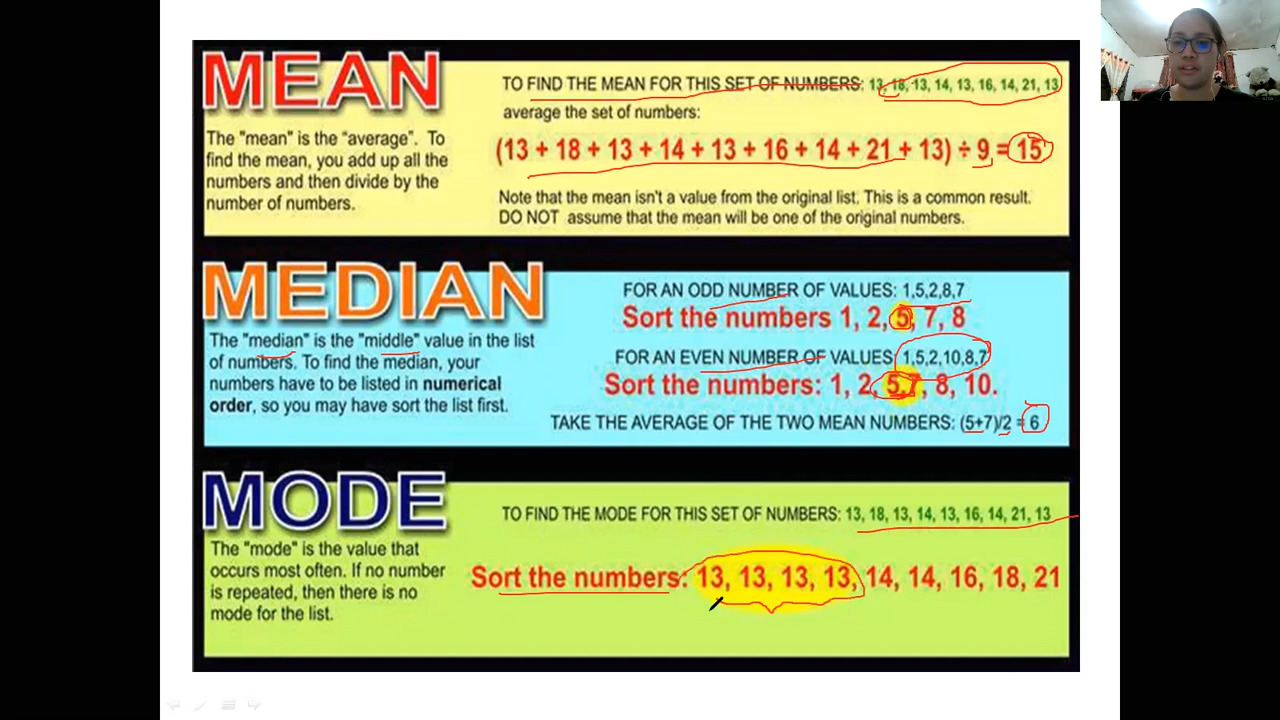 MEAN
TO FIND THE MEAN FOR THIS SET OF NUMBERS: 13, 18, 13, 14, 13, 16, 14, 21, 13
average the set of numbers:
The "mean" is the “average”. To
find the mean, you add up all the
numbers and then divide by the
number of numbers.
(13 + 18 + 13 + 14 + 13 + 16 + 14 + 21 + 13) ÷ 9 = 15
Note that the mean isn't a value from the original list. This is a common result.
DO NOT assume that the mean will be one of the original numbers.
MEDIAN
The "median" is the "middle" value in the list
of numbers. To find the median, your
numbers have to be listed in numerical
order, so you may have sort the list first.
FOR AN ODD NUMBER OF VALUES: 1,5,2,8,7
Sort the numbers 1, 2, 5, 7, 8
FOR AN EVEN NUMBER OF VALUES 1,5,2,10,8,7
Sort the numbers: 1, 2, 5,7, 8, 10.
TAKE THE AVERAGE OF THE TWO MEAN NUMBERS: (5+7)/2 = 6
MODE
The "mode" is the value that
occurs most often. If no number
is repeated, then there is no
mode for the list.
TO FIND THE MODE FOR THIS SET OF NUMBERS: 13, 18, 13, 14, 13, 16, 14, 21, 13
Sort the numbers: 13, 13, 13, 13, 14, 14, 16, 18, 21